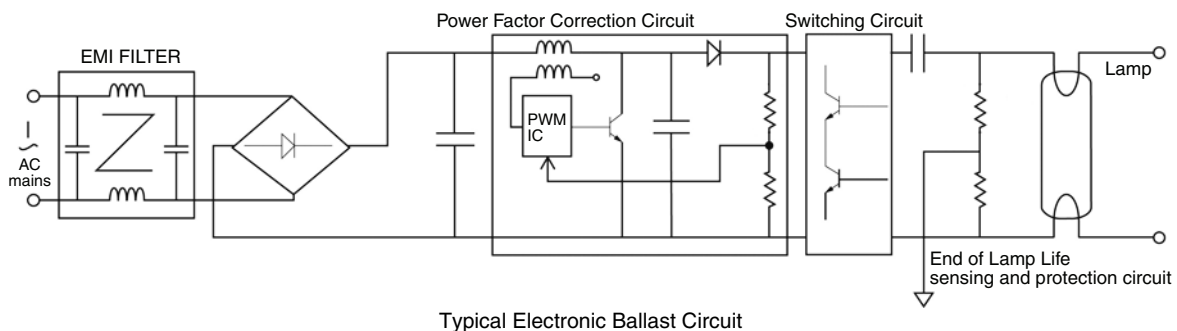 Power Factor Correction Circuit
Switching Circuit
EMI FILTER
Lamp
PWM
IC
AC
mains
End of Lamp Life
sensing and protection circuit
Typical Electronic Ballast Circuit